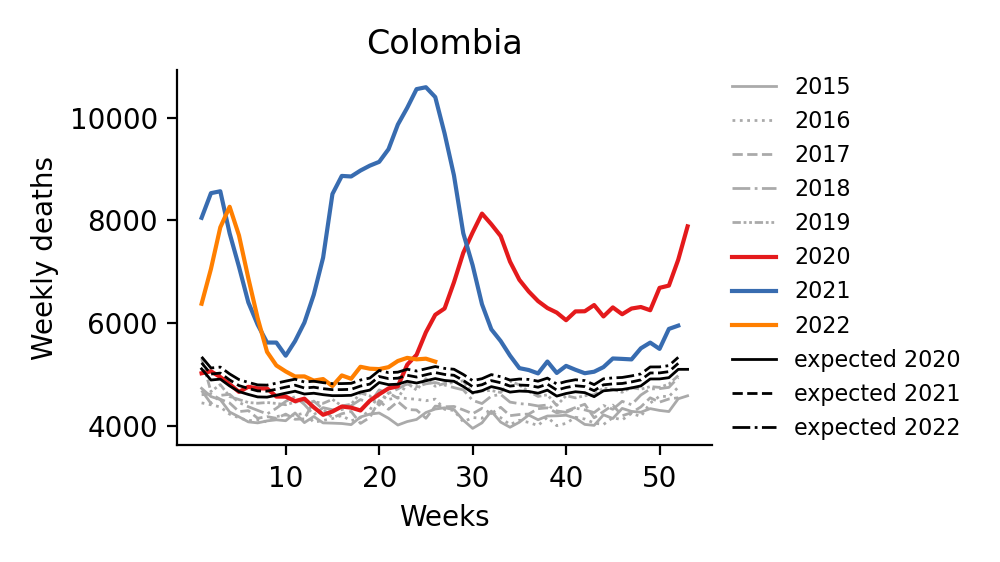 Colombia
Weekly deaths
10000
8000
6000
4000
10 20 30 40 50
Weeks
2015
2016
2017
2018
2019
2020
2021
2022
expected 2020
expected 2021
expected 2022